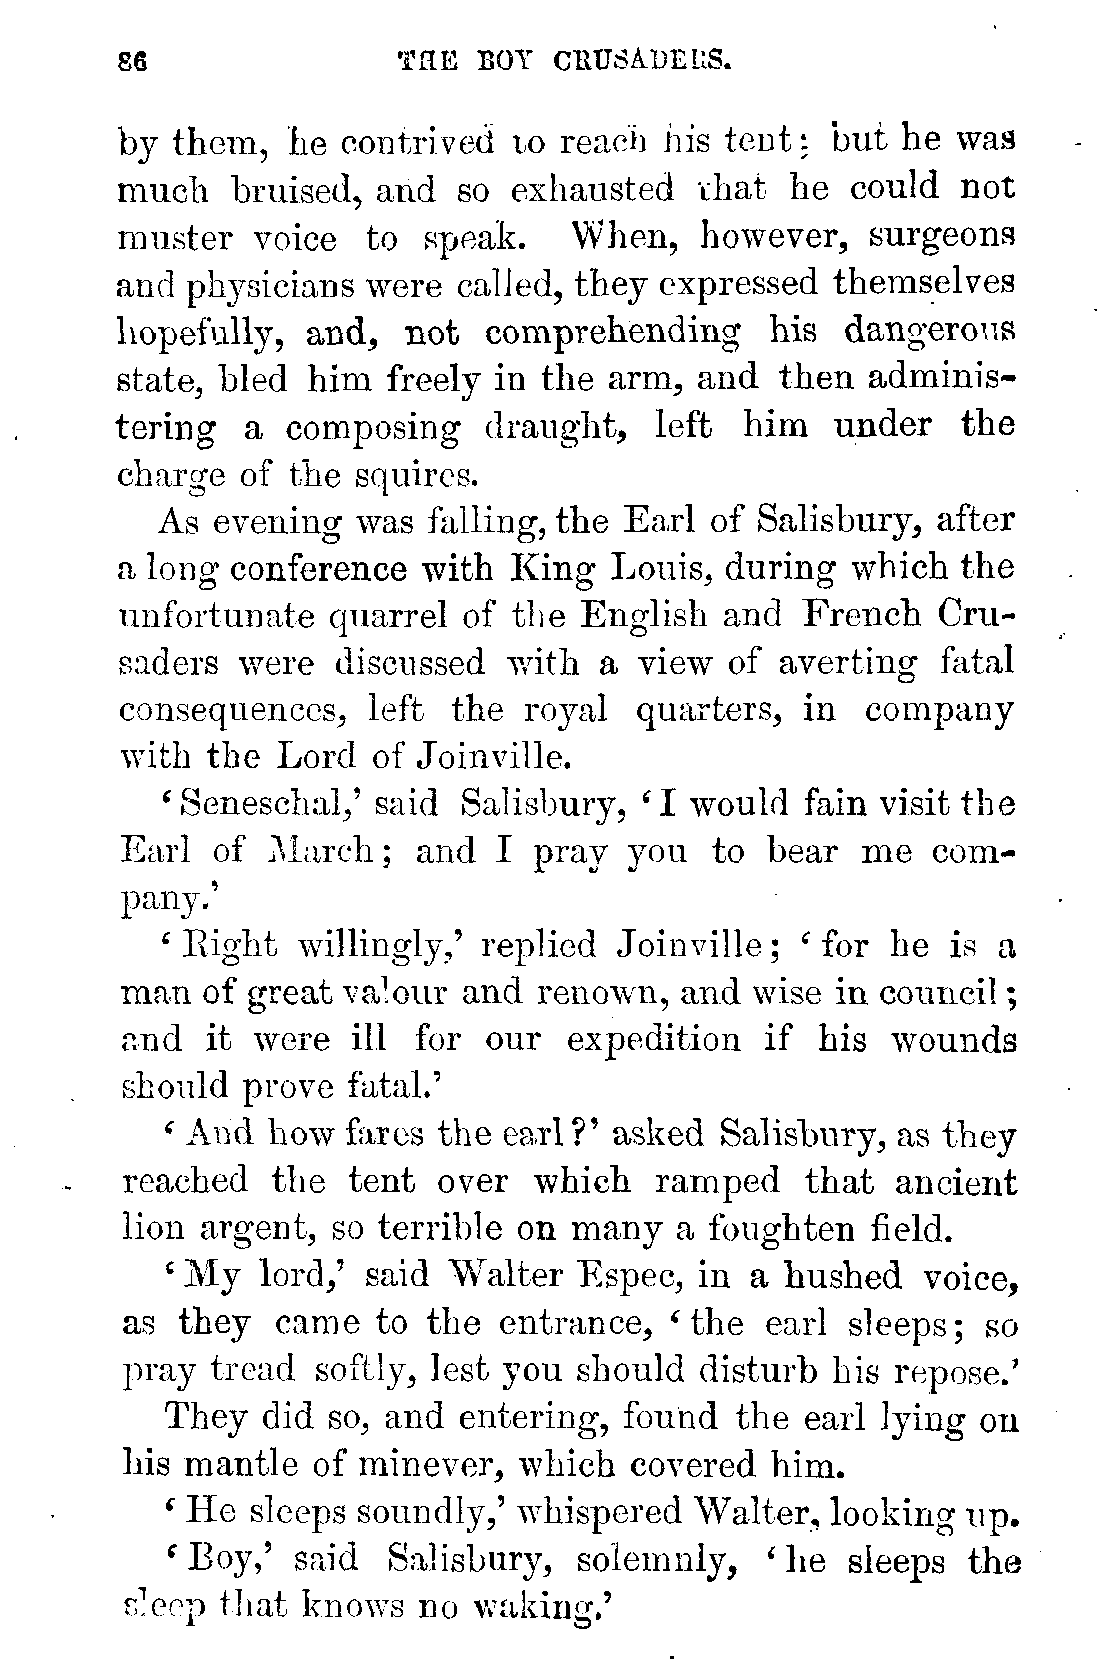 86 THE BOY CRUSADERS.
by them, he contrived to reach his tent; but he was
much bruised, and so exhausted that he could not
muster voice to speak. When, however, surgeons
and physicians were called, they expressed themselves
hopefully, and, not comprehending his dangerous
state, bled him freely in the arm, and then adminis-
tering a composing draught, left him under the
charge of the squires.
As evening was falling, the Earl of Salisbury, after
a long conference with King Louis, during which the
unfortunate quarrel of the English and French Cru-
saders were discussed with a view of averting fatal
consequences, left the royal quarters, in company
with the Lord of Joinville.
‘Seneschal,’ said Salisbury, ‘I would fain visit the
Earl of March; and I pray you to bear me com-
pany.’
‘Right willingly,’ replied Joinville; ‘for he is a
man of great valour and renown, and wise in council;
and it were ill for our expedition if his wounds
should prove fatal.’
‘And how fares the earl?’ asked Salisbury, as they
reached the tent over which ramped that ancient
lion argent, so terrible on many a foughten field.
‘My lord,’ said Walter Espec, in a hushed voice,
as they came to the entrance, ‘the earl sleeps; so
pray tread softly, lest you should disturb his repose.’
They did so, and entering, found the earl lying on
his mantle of minever, which covered him.
‘He sleeps soundly,’ whispered Walter, looking up.
‘Boy,’ said Salisbury, solemnly, ‘he sleeps the
sleep that knows no waking.’